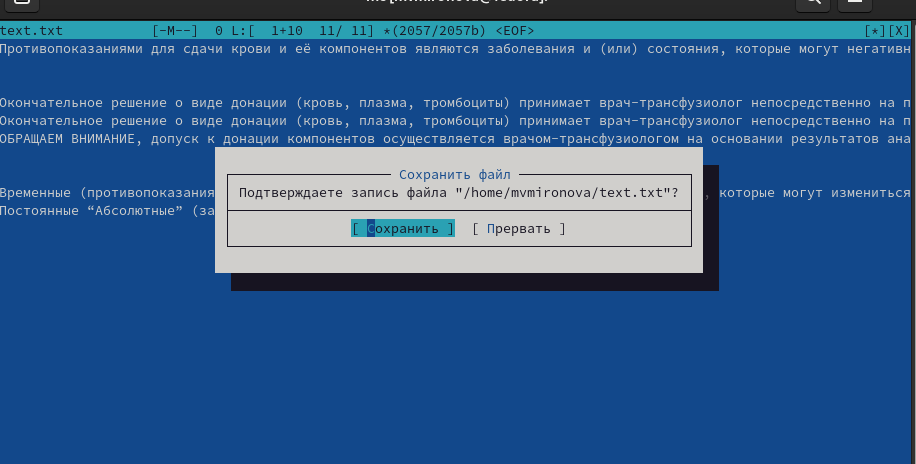 text.txt [-M--] 0 L:[ 1+10 11/ 11] *(2057/2057b) <EOF> [*][X]
Противопоказаниями для сдачи крови и её компонентов являются заболевания и (или) состояния, которые могут негативн
Окончательное решение о виде донации (кровь, плазма, тромбоциты) принимает врач-трансфузиолог непосредственно на п
Окончательное решение о виде донации (кровь, плазма, тромбоциты) принимает врач-трансфузиолог непосредственно на п
ОБРАЩАЕМ ВНИМАНИЕ, допуск к донации компонентов осуществляется врачом-трансфузиологом на основании результатов ана
Сохранить файл
Временные (противопоказания
Подтверждаете запись файла "/home/mvmironova/text.txt"?
, которые могут измениться
Постоянные “Абсолютные” (за
[ Сохранить ] [ Прервать ]